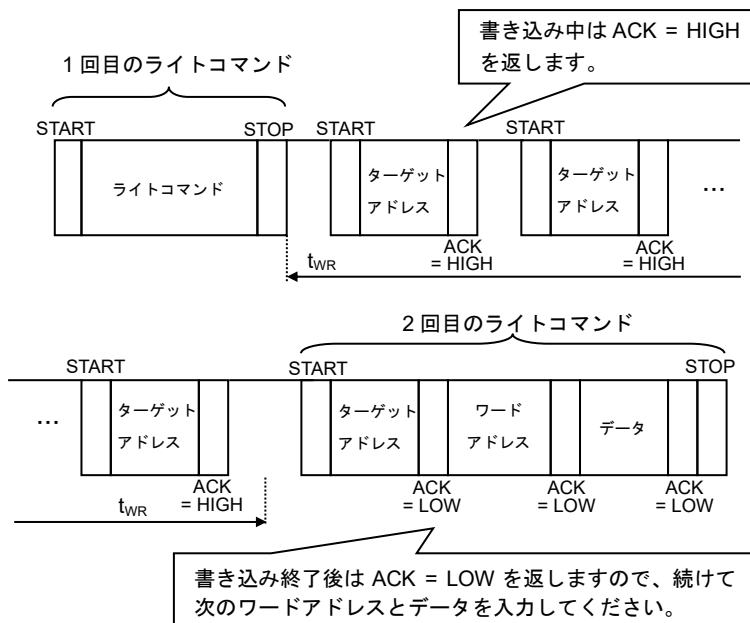 書き込み中は ACK = HIGH
を返します。
1 回目のライトコマンド
START
STOP
START
START
ライトコマンド
ターゲット
アドレス
ターゲット
アドレス
...
ACK
= HIGH
ACK
= HIGH
tWR
2 回目のライトコマンド
START
START
STOP
...
ターゲット
アドレス
ターゲット
アドレス
ワード
アドレス
データ
ACK
= HIGH
ACK
= LOW
ACK
= LOW
ACK
= LOW
tWR
書き込み終了後は ACK = LOW を返しますので、続けて
次のワードアドレスとデータを入力してください。